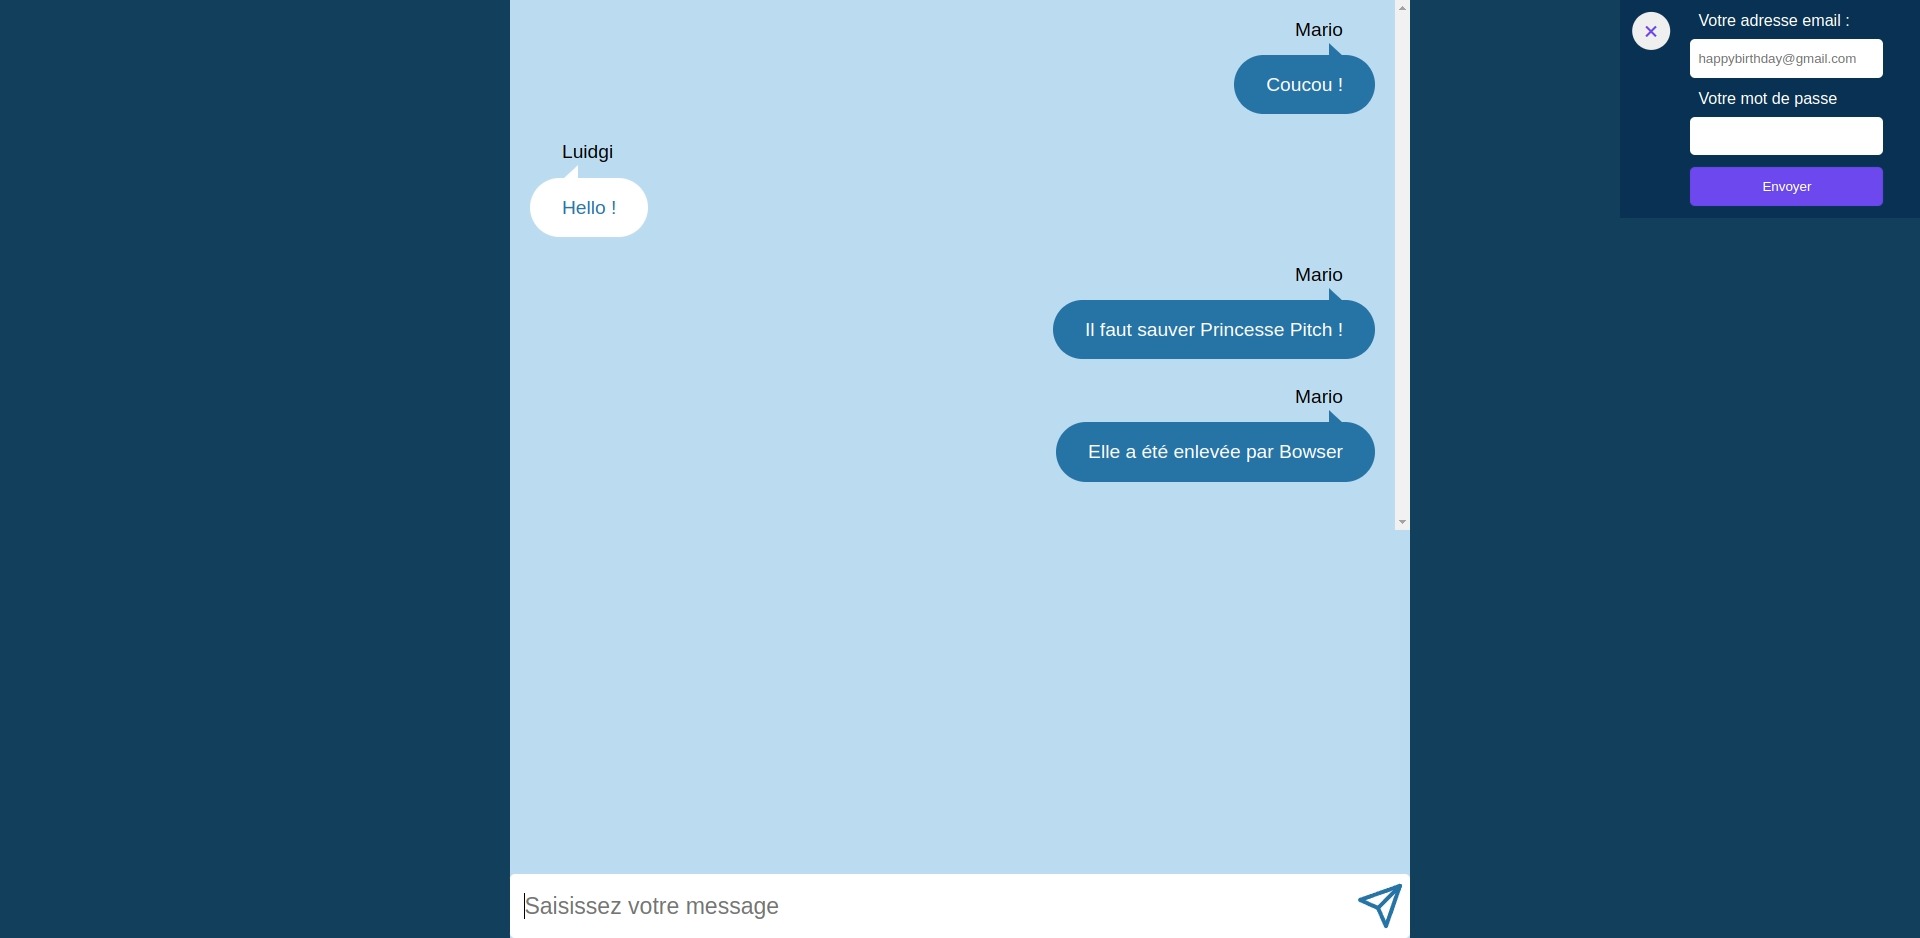 Mario
Coucou !
Luidgi
Hello !
Mario
Il faut sauver Princesse Pitch !
Mario
Elle a été enlevée par Bowser
Saisissez votre message
Votre adresse email :
happybirthday@gmail.com
Votre mot de passe
Envoyer